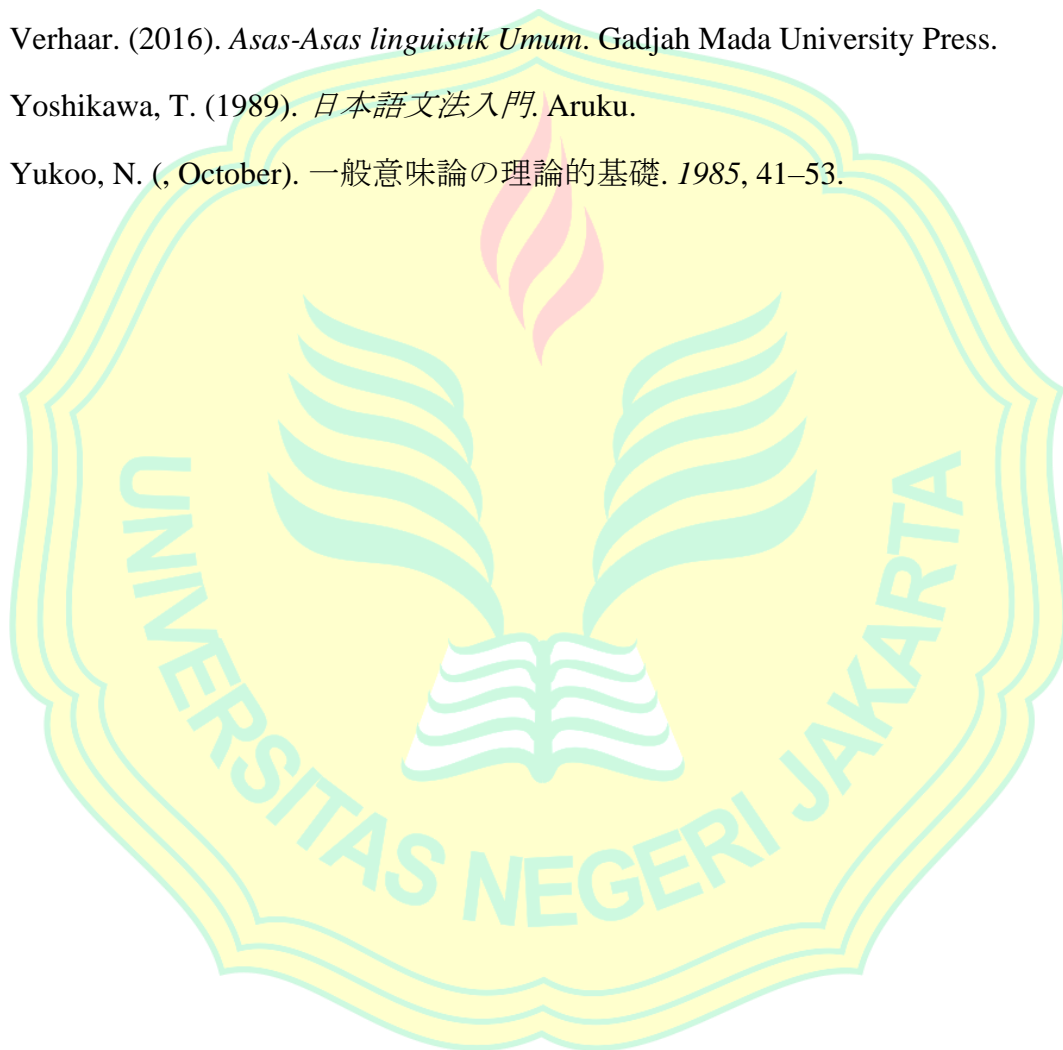 Verhaar. (2016). Asas-Asas linguistik Umum. Gadjah Mada University Press.
Yoshikawa, T. (1989). 日本語文法入門. Aruku.
Yukoo, N. (, October). 一般意味論の理論的基礎. 1985, 41–53.
UNIVERSITAS NEGERI JAKARTA